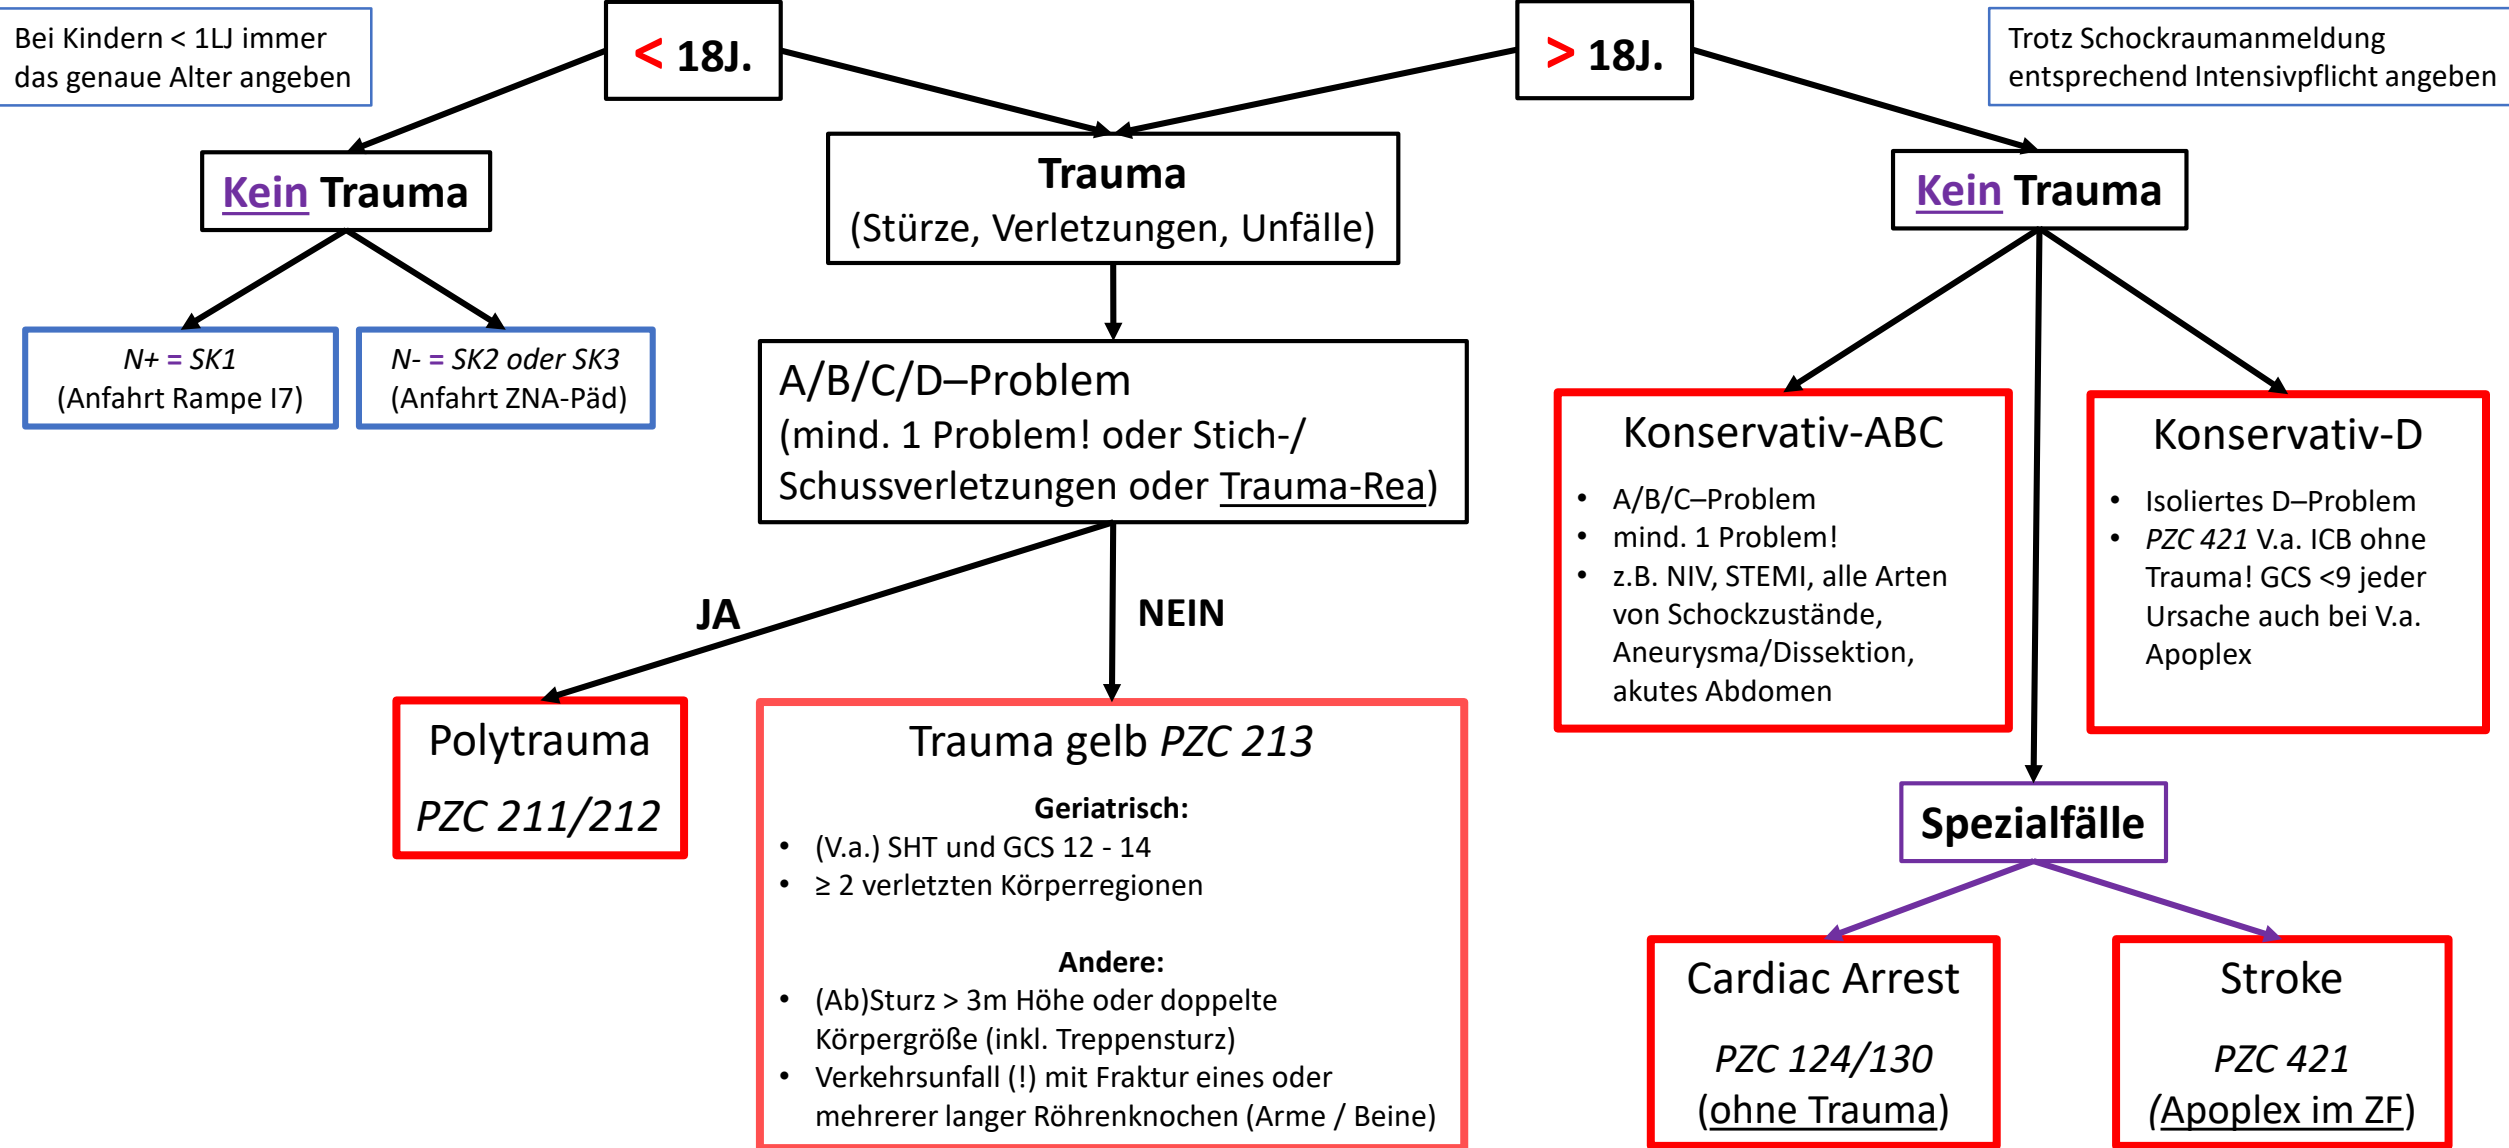 Bei Kindern < 1LJ immer
das genaue Alter angeben
< 18J.
> 18J.
Trotz Schockraumanmeldung
entsprechend Intensivpflicht angeben
Kein Trauma
Trauma
(Stürze, Verletzungen, Unfälle)
Kein Trauma
N+ = SK1
(Anfahrt Rampe I7)
N- = SK2 oder SK3
(Anfahrt ZNA-Päd)
A/B/C/D–Problem
(mind. 1 Problem! oder Stich-/
Schussverletzungen oder Trauma-Rea)
Konservativ-ABC
• A/B/C–Problem
• mind. 1 Problem!
• z.B. NIV, STEMI, alle Arten
von Schockzustände,
Aneurysma/Dissektion,
akutes Abdomen
Konservativ-D
• Isoliertes D–Problem
• PZC 421 V.a. ICB ohne
Trauma! GCS <9 jeder
Ursache auch bei V.a.
Apoplex
JA
NEIN
Polytrauma
PZC 211/212
Trauma gelb PZC 213
Geriatrisch:
• (V.a.) SHT und GCS 12 - 14
• ≥ 2 verletzten Körperregionen
Andere:
• (Ab)Sturz > 3m Höhe oder doppelte
Körpergröße (inkl. Treppensturz)
• Verkehrsunfall (!) mit Fraktur eines oder
mehrerer langer Röhrenknochen (Arme / Beine)
Spezialfälle
Cardiac Arrest
PZC 124/130
(ohne Trauma)
Stroke
PZC 421
(Apoplex im ZF)